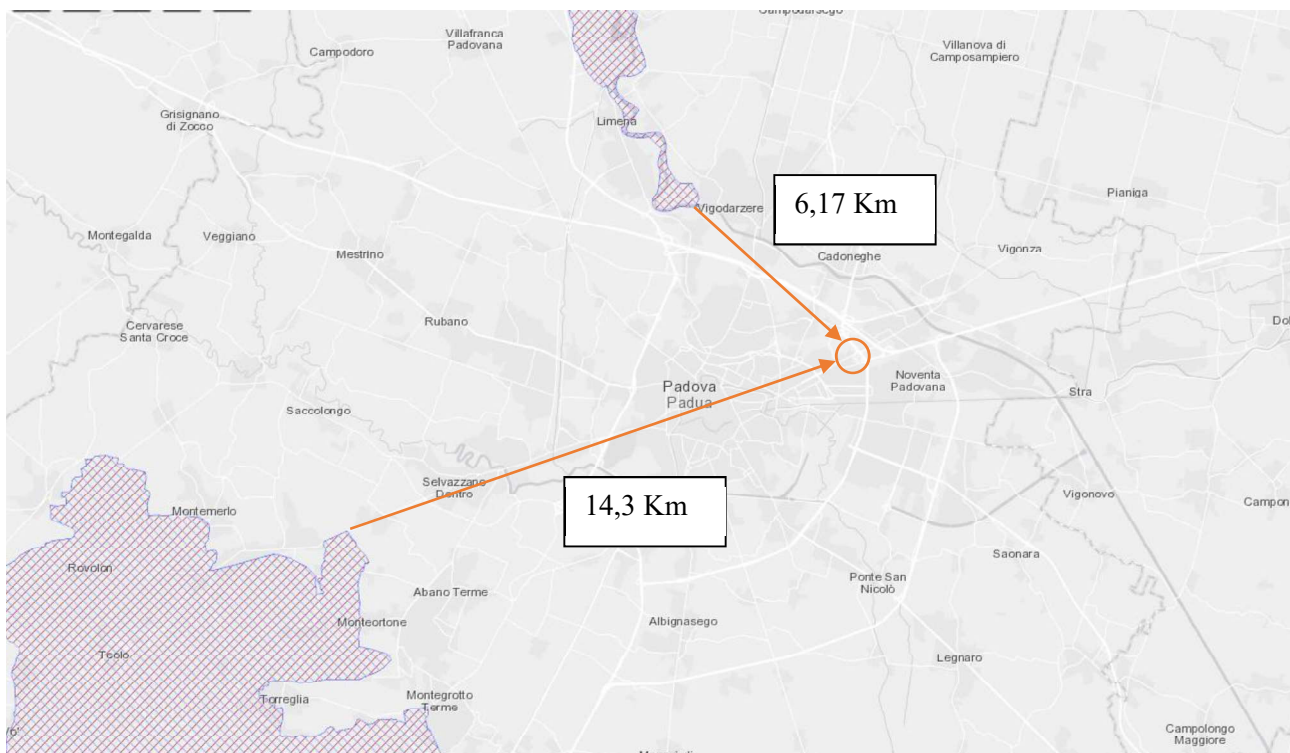 Campodarsego
Villafranca
Padovana
Campodoro
Villanova di
Camposampiero
Grisignano
di Zocco
Limena
6,17 Km
Pianiga
Vigodarzere
Montegalda
Veggiano
Mestrino
Vigonza
Cadoneghe
Cervarese
Santa Croce
Rubano
Padova
Padua
Noventa
Padovana
Stra
Saccolongo
Selvazzano
Dentro
14,3 Km
Vigonovo
Montemerlo
Rovolon
Saonara
Abano Terme
Ponte San
Nicolò
Monteortone
Albignasego
Teolo
Legnaro
Torreglia
Montegrotto
Terme
Campolongo
Maggiore